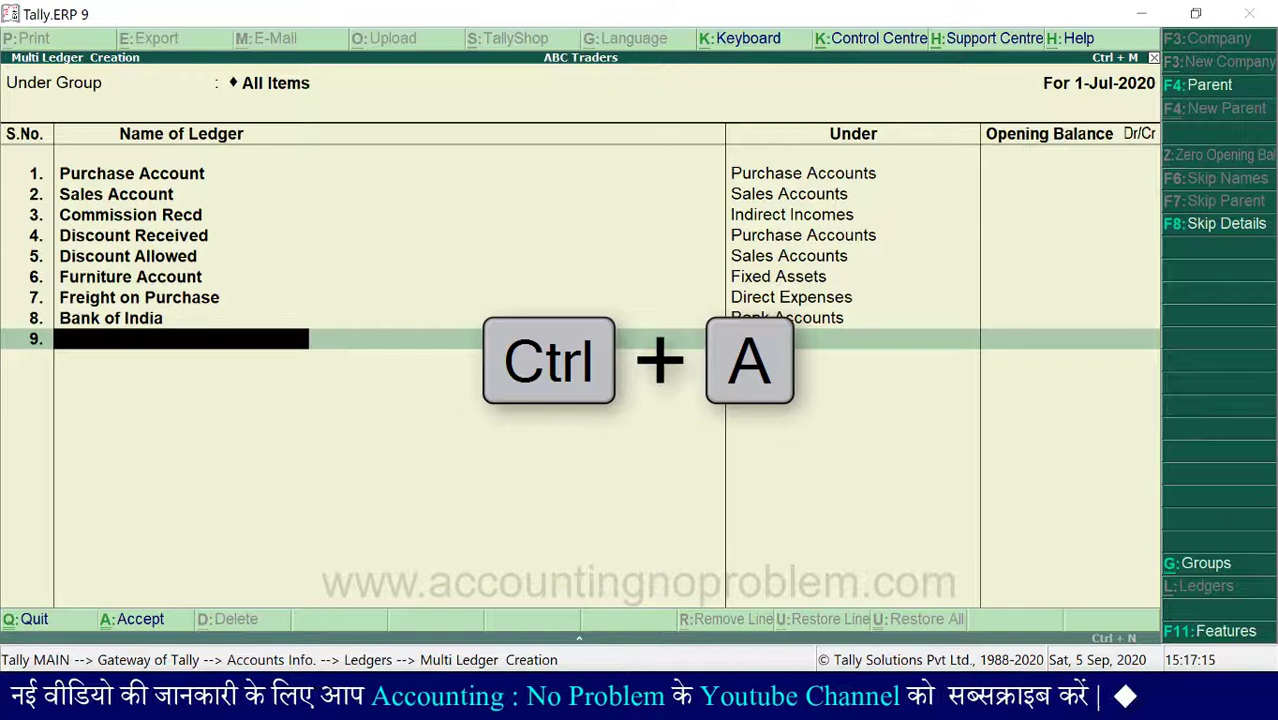 Tally.ERP 9
P: Print E: Export M: E-Mail O: Upload S: TallyShop G: Language K: Keyboard K: Control Centre H: Support Centre H: Help
Multi Ledger Creation ABC Traders Ctrl + M
Under Group : ♦ All Items For 1-Jul-2020
S.No. Name of Ledger Under Opening Balance Dr/Cr
1. Purchase Account Purchase Accounts
2. Sales Account Sales Accounts
3. Commission Recd Indirect Incomes
4. Discount Received Purchase Accounts
5. Discount Allowed Sales Accounts
6. Furniture Account Fixed Assets
7. Freight on Purchase Direct Expenses
8. Bank of India Bank Accounts
9.
Ctrl + A
www.accountingnoproblem.com
F3: Company
F3: New Company
F4: Parent
F4: New Parent
Z: Zero Opening Bal
F6: Skip Names
F7: Skip Parent
F8: Skip Details
G: Groups
L: Ledgers
F11: Features
Q: Quit A: Accept D: Delete R: Remove Line U: Restore Line U: Restore All
Ctrl + N
Tally MAIN --> Gateway of Tally --> Accounts Info. --> Ledgers --> Multi Ledger Creation © Tally Solutions Pvt Ltd., 1988-2020 Sat, 5 Sep, 2020 15:17:15
नई वीडियो की जानकारी के लिए आप Accounting : No Problem के Youtube Channel को सब्सक्राइब करें | ◆